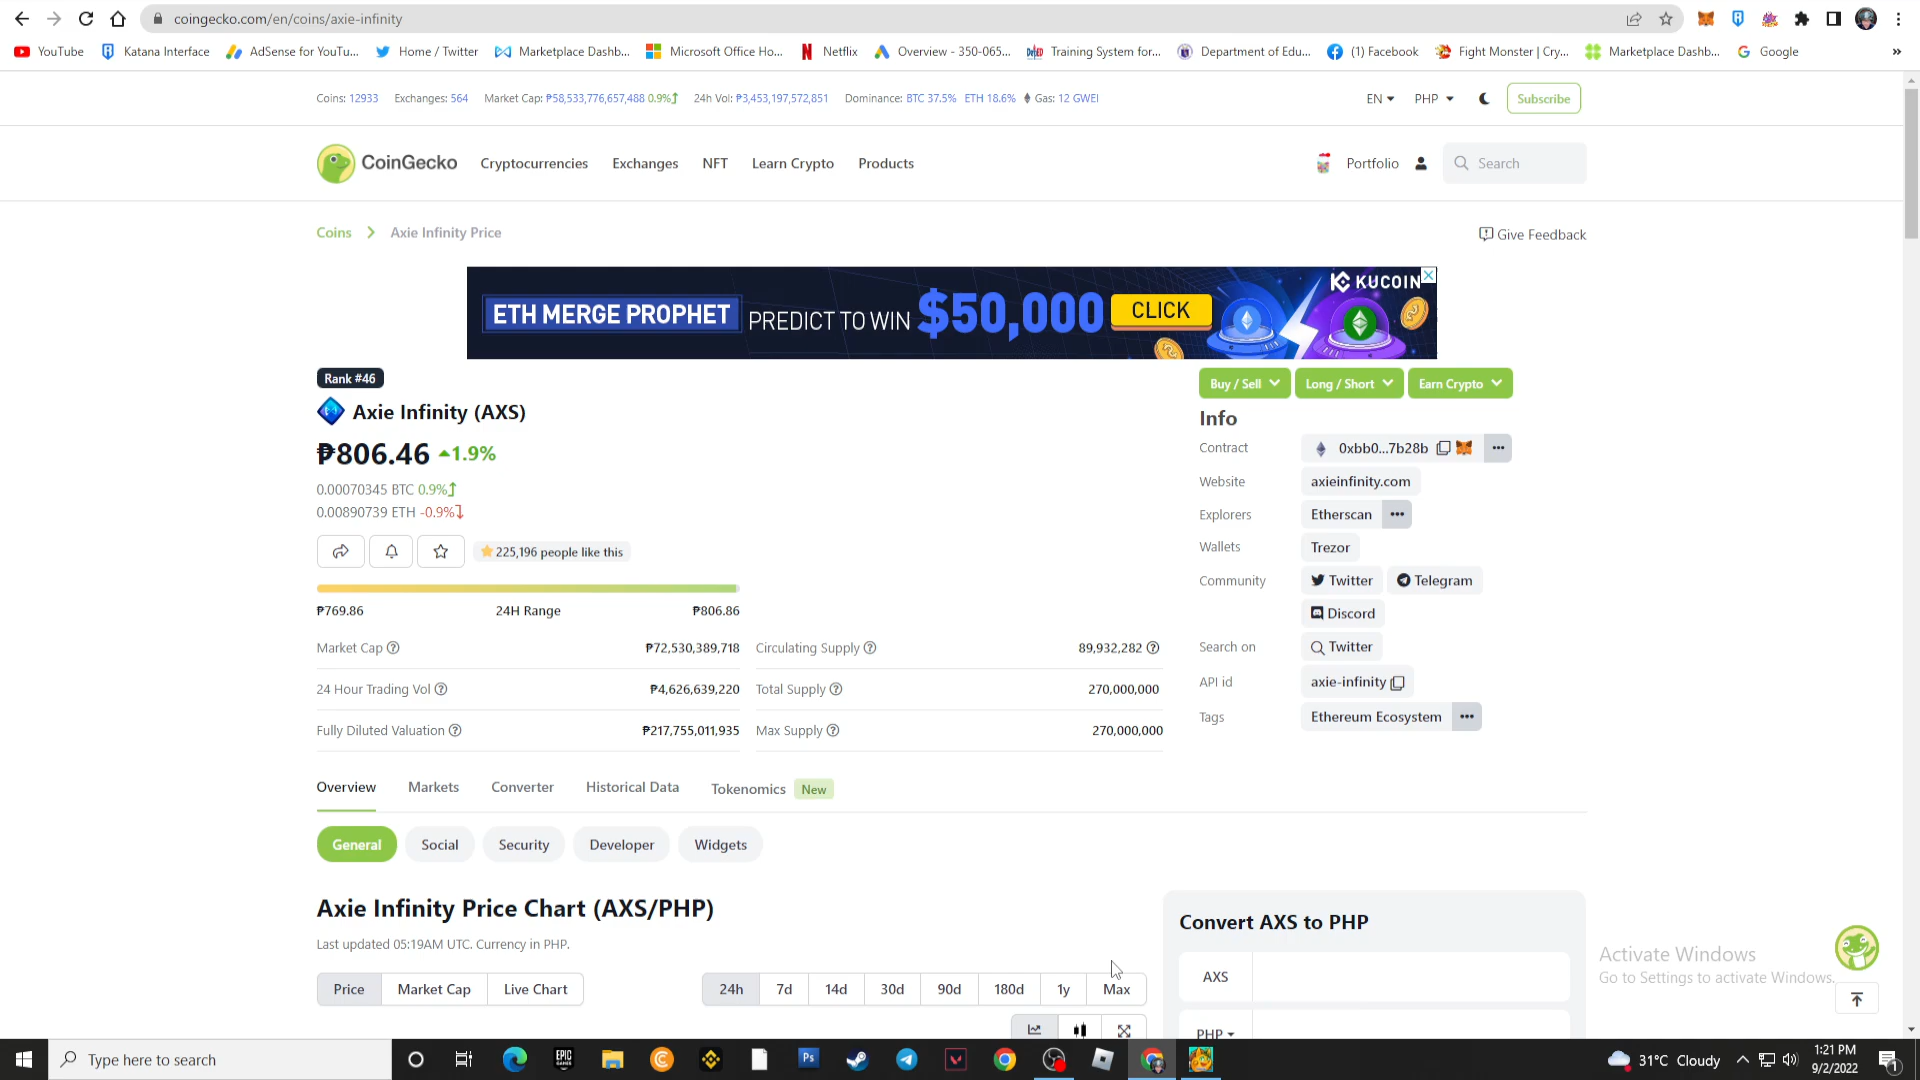 coingecko.com/en/coins/axie-infinity
YouTube Katana Interface AdSense for YouTu... Home / Twitter Marketplace Dashb... Microsoft Office Ho... Netflix Overview - 350-065... Training System for... Department of Edu... (1) Facebook Fight Monster | Cry... Marketplace Dashb... Google »
Coins: 12933 Exchanges: 564 Market Cap: ₱58,533,776,657,488 0.9% 24h Vol: ₱3,453,197,572,851 Dominance: BTC 37.5% ETH 18.6% Gas: 12 GWEI EN PHP Subscribe
CoinGecko Cryptocurrencies Exchanges NFT Learn Crypto Products Portfolio Search
Coins Axie Infinity Price Give Feedback
KUCOIN
ETH MERGE PROPHET PREDICT TO WIN $50,000 CLICK
Rank #46
Buy / Sell Long / Short Earn Crypto
Axie Infinity (AXS)
Info
₱806.46 1.9%
Contract 0xbb0...7b28b
0.00070345 BTC 0.9%
Website axieinfinity.com
0.00890739 ETH -0.9%
Explorers Etherscan
225,196 people like this
Wallets Trezor
Community Twitter Telegram
₱769.86 24H Range ₱806.86
Discord
Market Cap ₱72,530,389,718 Circulating Supply 89,932,282
Search on Twitter
24 Hour Trading Vol ₱4,626,639,220 Total Supply 270,000,000
API id axie-infinity
Fully Diluted Valuation ₱217,755,011,935 Max Supply 270,000,000
Tags Ethereum Ecosystem
Overview Markets Converter Historical Data Tokenomics New
General Social Security Developer Widgets
Axie Infinity Price Chart (AXS/PHP)
Convert AXS to PHP
Last updated 05:19AM UTC. Currency in PHP.
AXS
Price Market Cap Live Chart 24h 7d 14d 30d 90d 180d 1y Max
PHP
Activate Windows
Go to Settings to activate Windows.
Type here to search
EPIC GAMES
Ps
31°C Cloudy
1:21 PM
9/2/2022
1